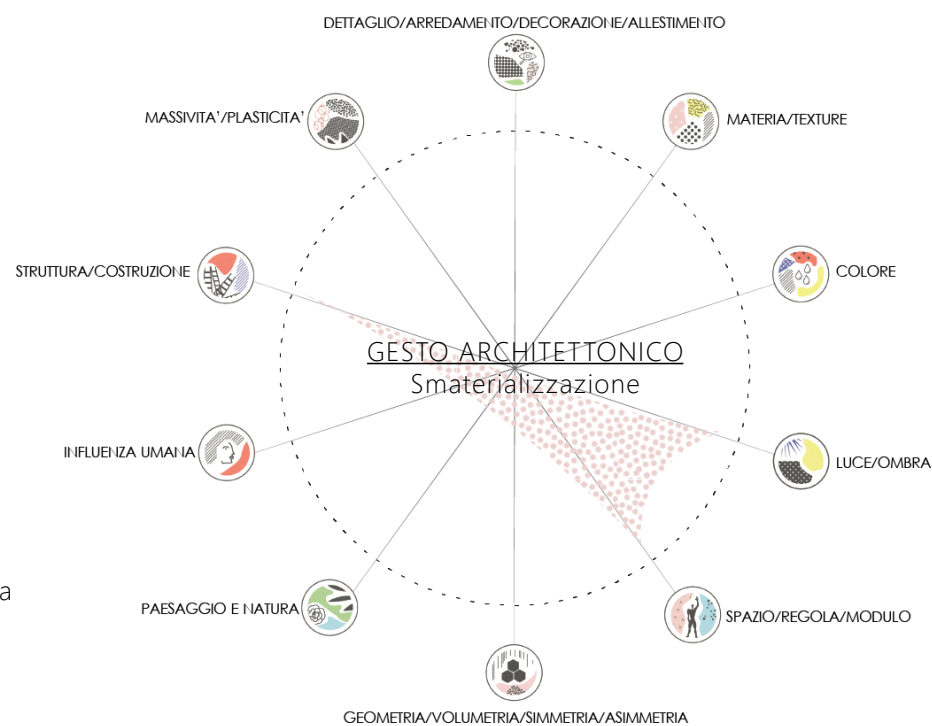 DETTAGLIO/ARREDAMENTO/DECORAZIONE/ALLESTIMENTO
MASSIVITA'/PLASTICITA'
MATERIA/TEXTURE
STRUTTURA/COSTRUZIONE
COLORE
GESTO ARCHITETTONICO
Smaterializzazione
INFLUENZA UMANA
LUCE/OMBRA
a
PAESAGGIO E NATURA
SPAZIO/REGOLA/MODULO
GEOMETRIA/VOLUMETRIA/SIMMETRIA/ASIMMETRIA